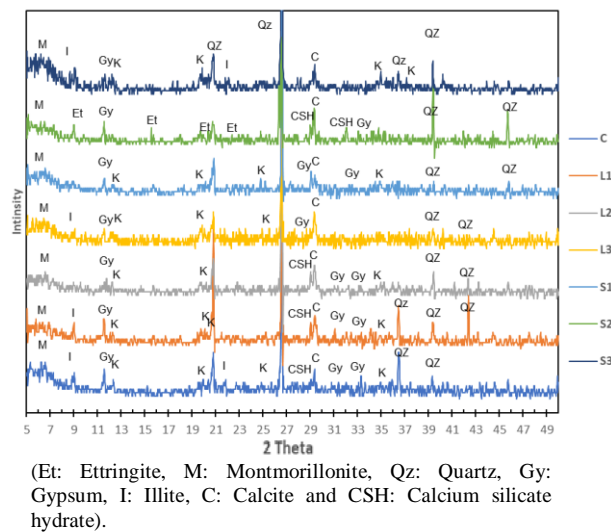 Qz
M I Gy K K QZ I C K Qz K QZ
M Et Gy Et Et Et CSH C CSH Gy QZ QZ
M Gy K K K Gy C K K QZ QZ
M I Gy K K K Gy C QZ QZ
M Gy K K CSH C Gy Gy K QZ QZ
M I Gy K K K CSH C Gy Gy Qz QZ
M I Gy K K I K CSH C Gy Gy K QZ QZ
C
L1
L2
L3
S1
S2
S3
Intinsity
5 7 9 11 13 15 17 19 21 23 25 27 29 31 33 35 37 39 41 43 45 47 49
2 Theta
(Et: Ettringite, M: Montmorillonite, Qz: Quartz, Gy:
Gypsum, I: Illite, C: Calcite and CSH: Calcium silicate
hydrate).